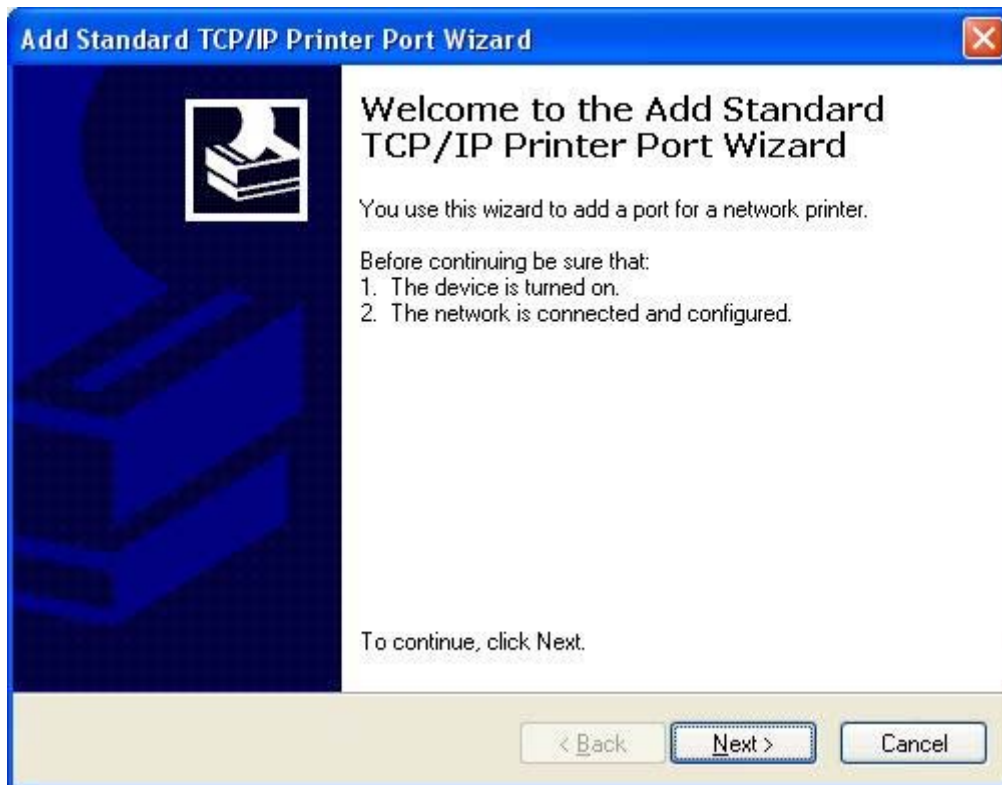 Add Standard TCP/IP Printer Port Wizard
Welcome to the Add Standard
TCP/IP Printer Port Wizard
You use this wizard to add a port for a network printer.
Before continuing be sure that:
1. The device is turned on.
2. The network is connected and configured.
To continue, click Next.
< Back
Next >
Cancel